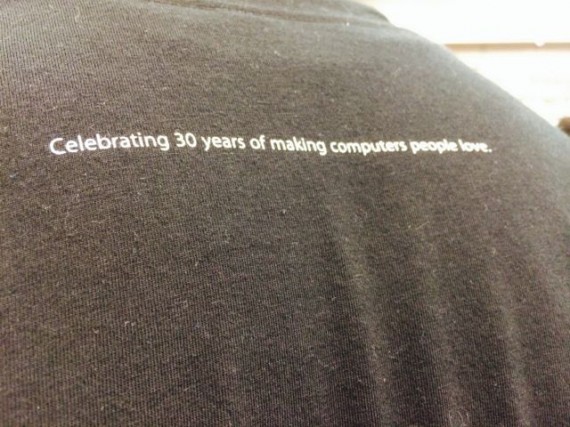 Celebrating 30 years of making computers people love.